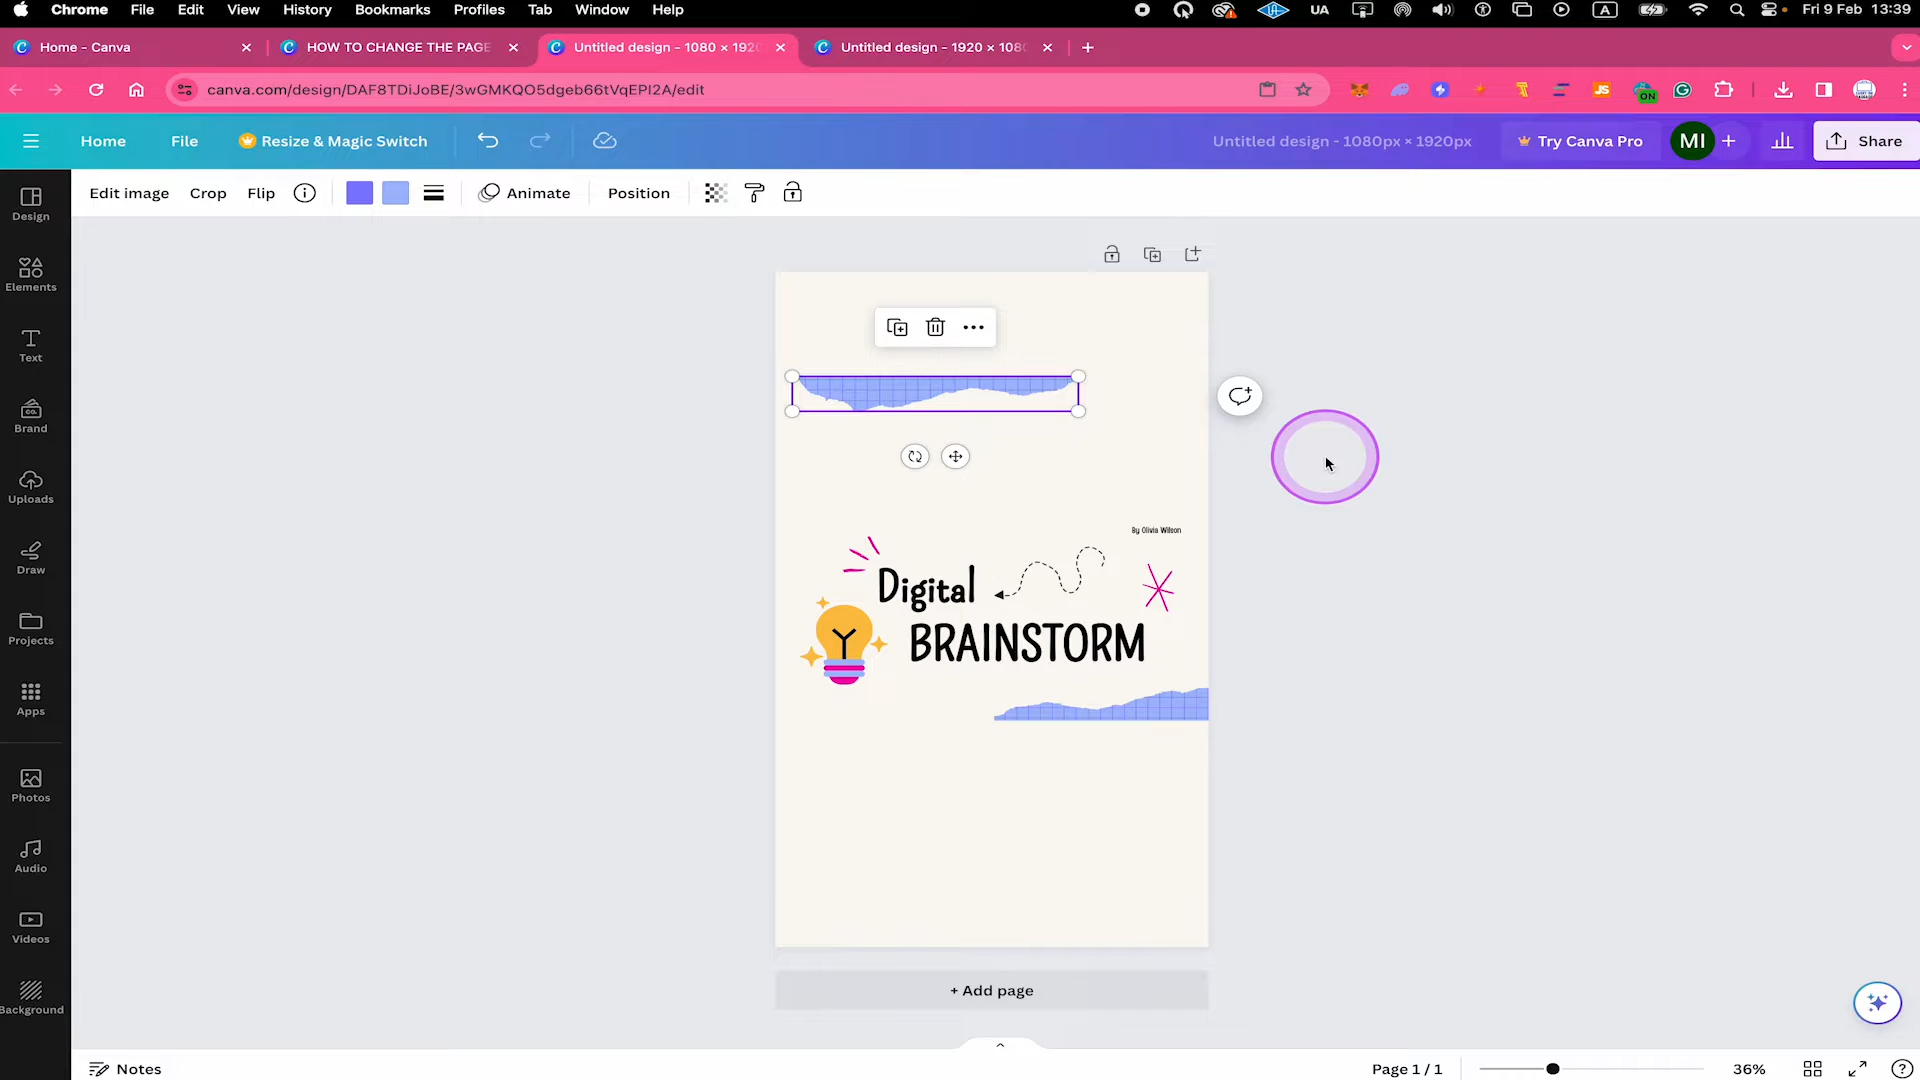 Chrome File Edit View History Bookmarks Profiles Tab Window Help UA A Fri 9 Feb 13:39
Home - Canva HOW TO CHANGE THE PAGE Untitled design - 1080 × 192 Untitled design - 1920 × 108
canva.com/design/DAF8TDiJoBE/3wGMKQO5dgeb66tVqEPI2A/edit JS ON
Home File Resize & Magic Switch Untitled design - 1080px × 1920px Try Canva Pro MI Share
Edit image Crop Flip Animate Position
Design
Elements
Text
Brand
Uploads
Draw
Projects
Apps
Photos
Audio
Videos
Background
By Olivia Wilson
Digital
BRAINSTORM
+ Add page
Notes Page 1 / 1 36%